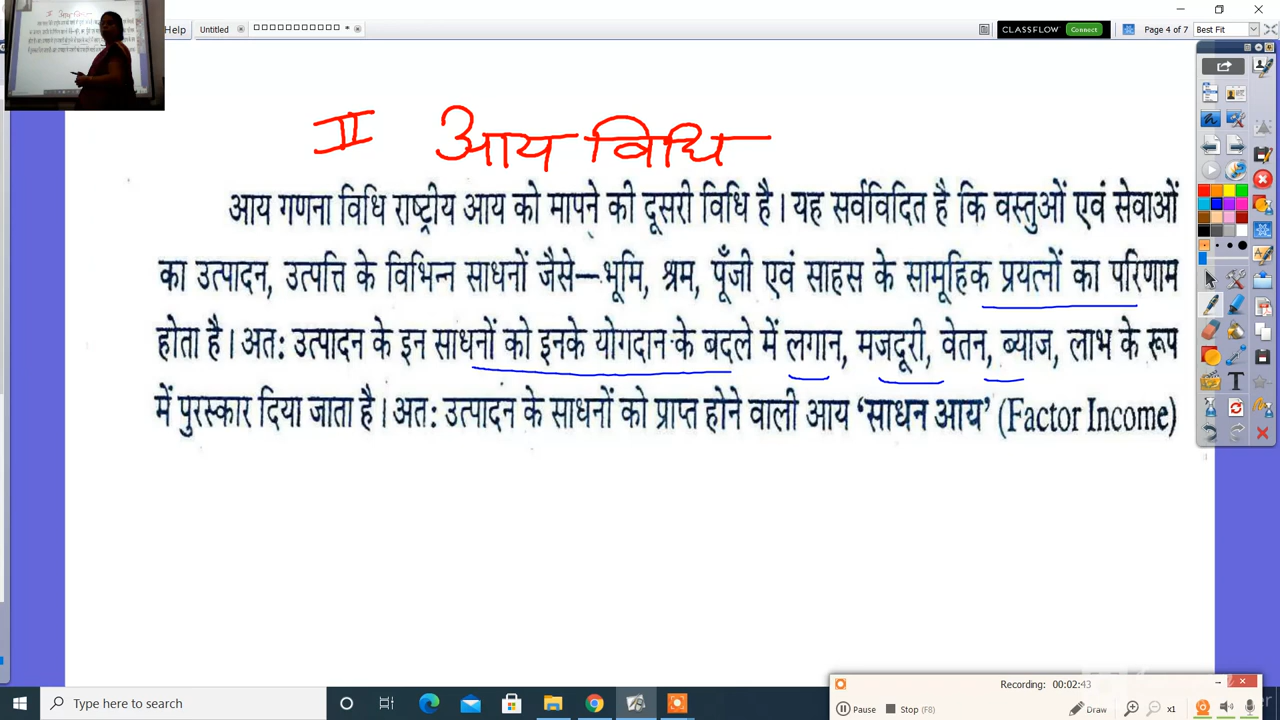 Help Untitled CLASSFLOW Connect Page 4 of 7 Best Fit
II आय विधि
आय गणना विधि राष्ट्रीय आय को मापने की दूसरी विधि है। यह सर्वविदित है कि वस्तुओं एवं सेवाओं
का उत्पादन, उत्पत्ति के विभिन्न साधनों जैसे–भूमि, श्रम, पूँजी एवं साहस के सामूहिक प्रयत्नों का परिणाम
होता है। अत: उत्पादन के इन साधनों को इनके योगदान के बदले में लगान, मजदूरी, वेतन, ब्याज, लाभ के रूप
में पुरस्कार दिया जाता है। अत: उत्पादन के साधनों को प्राप्त होने वाली आय ‘साधन आय’ (Factor Income)
Recording: 00:02:43
Type here to search
Pause Stop (F8) Draw x1